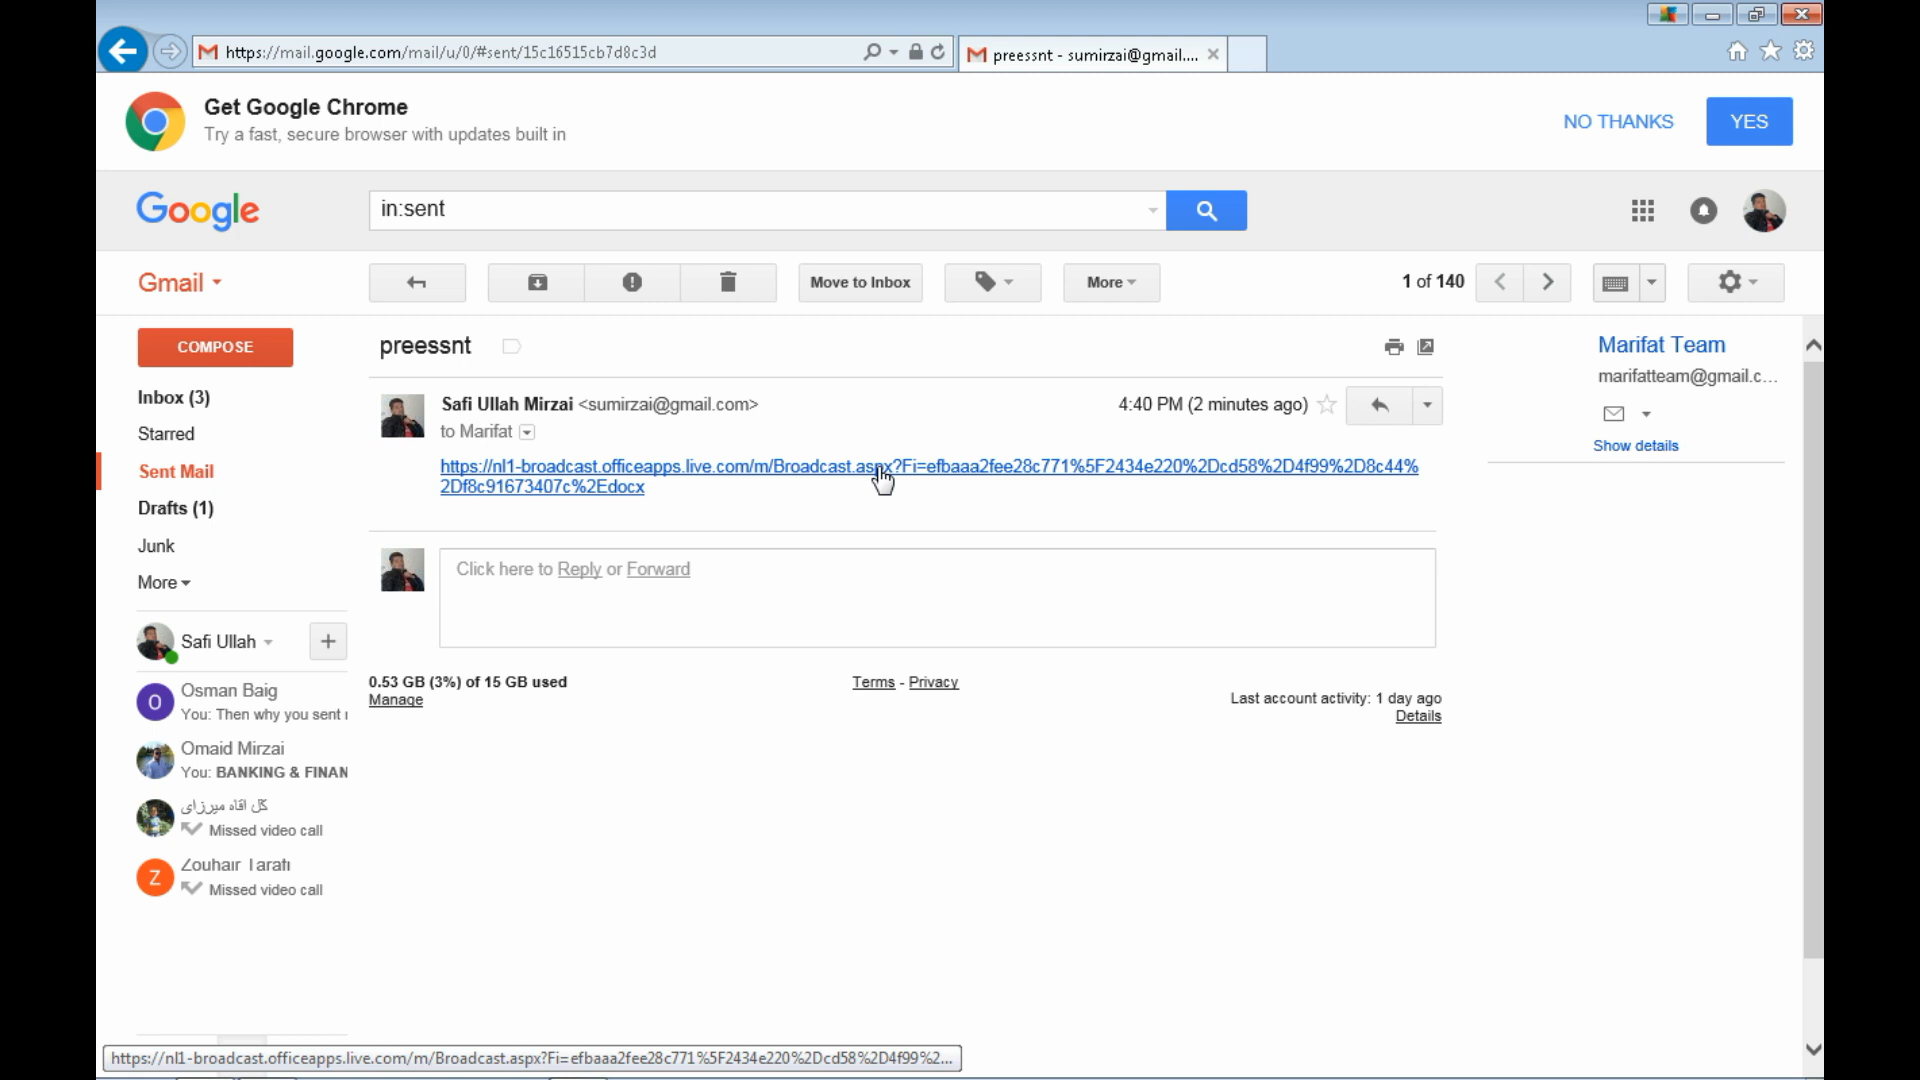 https://mail.google.com/mail/u/0/#sent/15c16515cb7d8c3d
preessnt - sumirzai@gmail....
Get Google Chrome
Try a fast, secure browser with updates built in
NO THANKS
YES
Google
in:sent
Gmail
Move to Inbox
More
1 of 140
COMPOSE
Inbox (3)
Starred
Sent Mail
Drafts (1)
Junk
More
preessnt
Safi Ullah Mirzai <sumirzai@gmail.com>
4:40 PM (2 minutes ago)
to Marifat
https://nl1-broadcast.officeapps.live.com/m/Broadcast.aspx?Fi=efbaaa2fee28c771%5F2434e220%2Dcd58%2D4f99%2D8c44%
2Df8c91673407c%2Edocx
Click here to Reply or Forward
0.53 GB (3%) of 15 GB used
Manage
Terms - Privacy
Last account activity: 1 day ago
Details
Marifat Team
marifatteam@gmail.c...
Show details
Safi Ullah
O
Osman Baig
You: Then why you sent
Omaid Mirzai
You: BANKING & FINAN
گل اقاه میرزای
Missed video call
Z
Zouhair Tarafi
Missed video call
https://nl1-broadcast.officeapps.live.com/m/Broadcast.aspx?Fi=efbaaa2fee28c771%5F2434e220%2Dcd58%2D4f99%2...